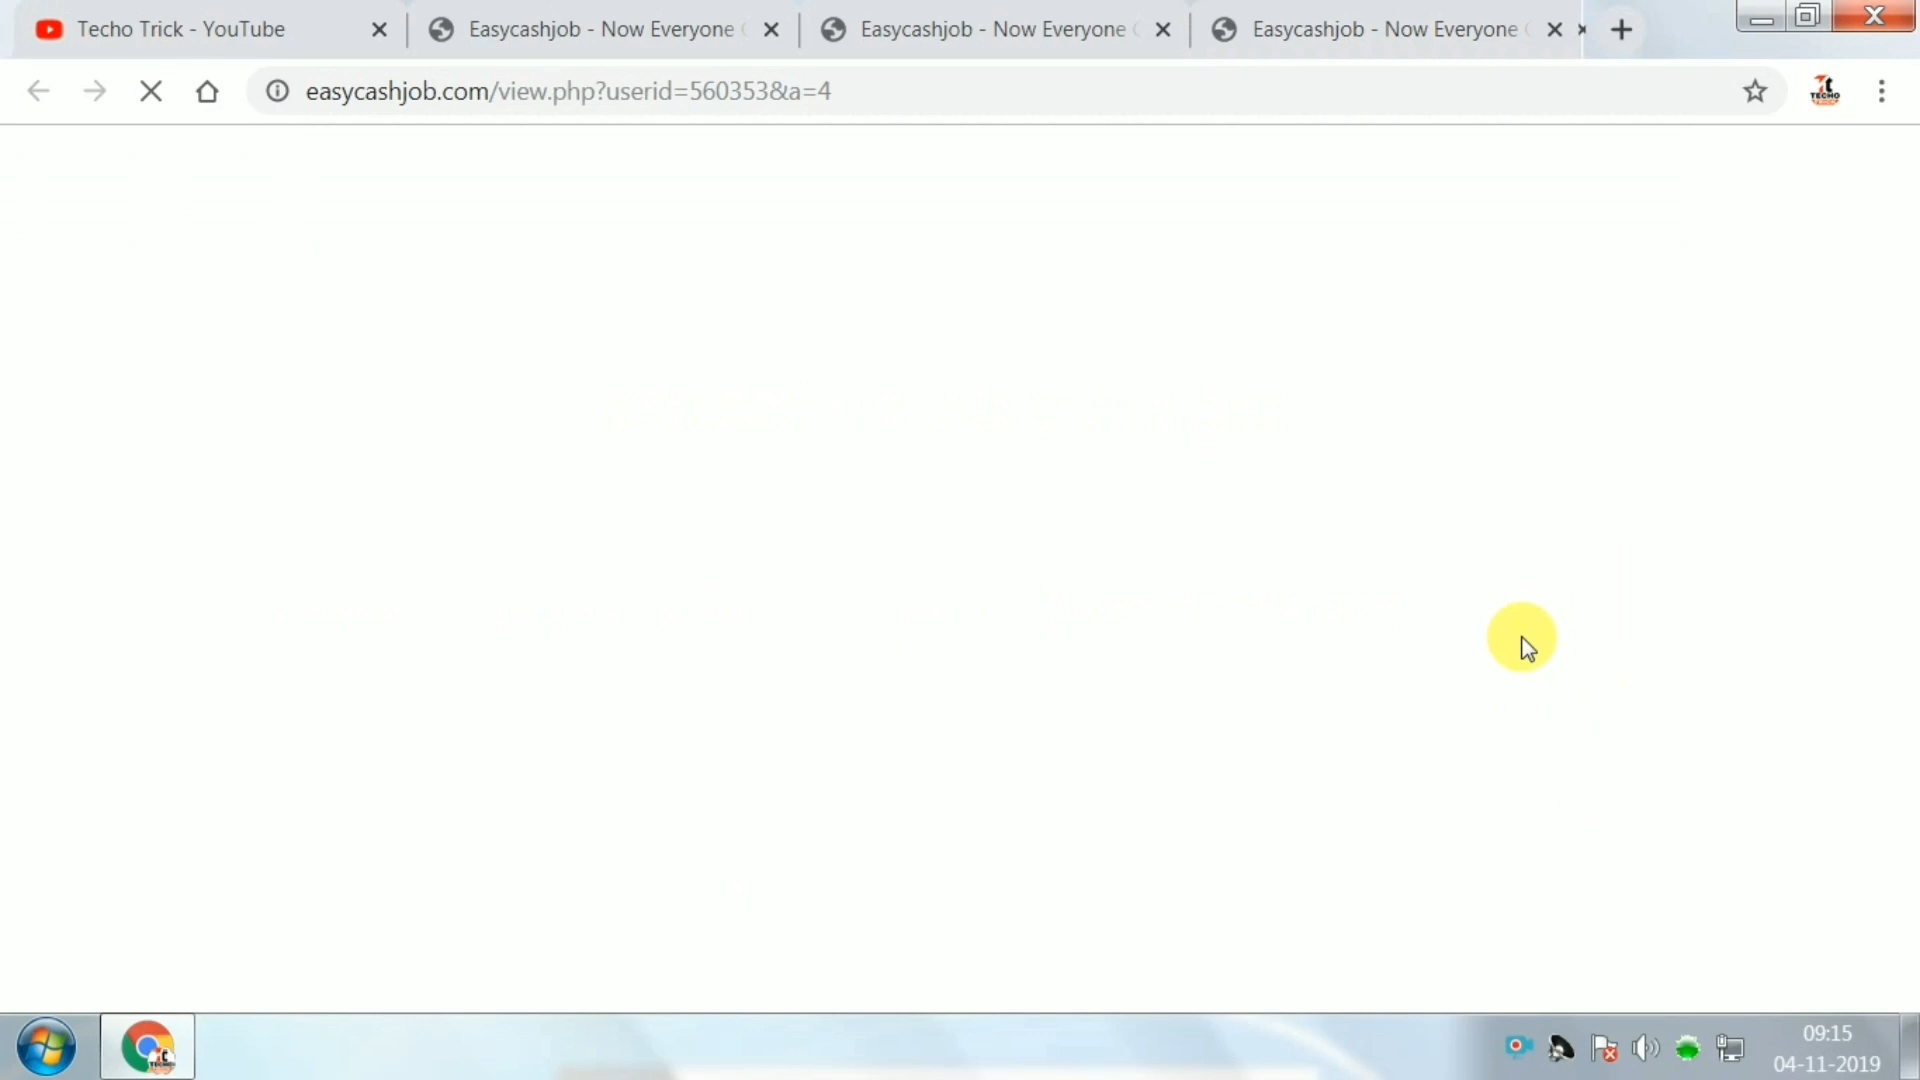 Techo Trick - YouTube
Easycashjob - Now Everyone
Easycashjob - Now Everyone
Easycashjob - Now Everyone
easycashjob.com/view.php?userid=560353&a=4
TECHO
09:15
04-11-2019